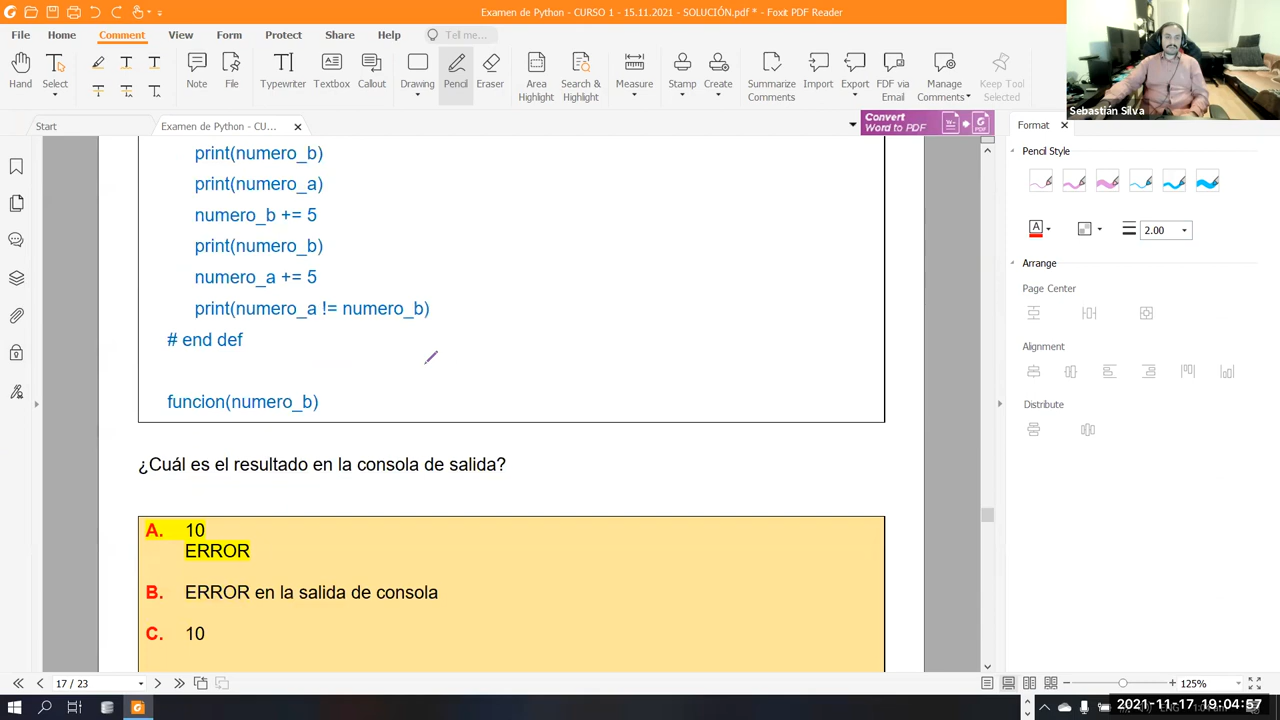 Examen de Python - CURSO 1 - 15.11.2021 - SOLUCIÓN.pdf * - Foxit PDF Reader
File Home Comment View Form Protect Share Help Tell me...
Hand Select Note File Typewriter Textbox Callout Drawing Pencil Eraser Area Highlight Search & Highlight Measure Stamp Create Summarize Comments Import Export FDF via Email Manage Comments Keep Tool Selected
Sebastián Silva
Start Examen de Python - CU...
Convert Word to PDF
Format
print(numero_b)
print(numero_a)
numero_b += 5
print(numero_b)
numero_a += 5
print(numero_a != numero_b)
# end def
funcion(numero_b)
¿Cuál es el resultado en la consola de salida?
A. 10
ERROR
B. ERROR en la salida de consola
C. 10
Pencil Style
2.00
Arrange
Page Center
Alignment
Distribute
17 / 23
125%
2021-11-17 19:04:57